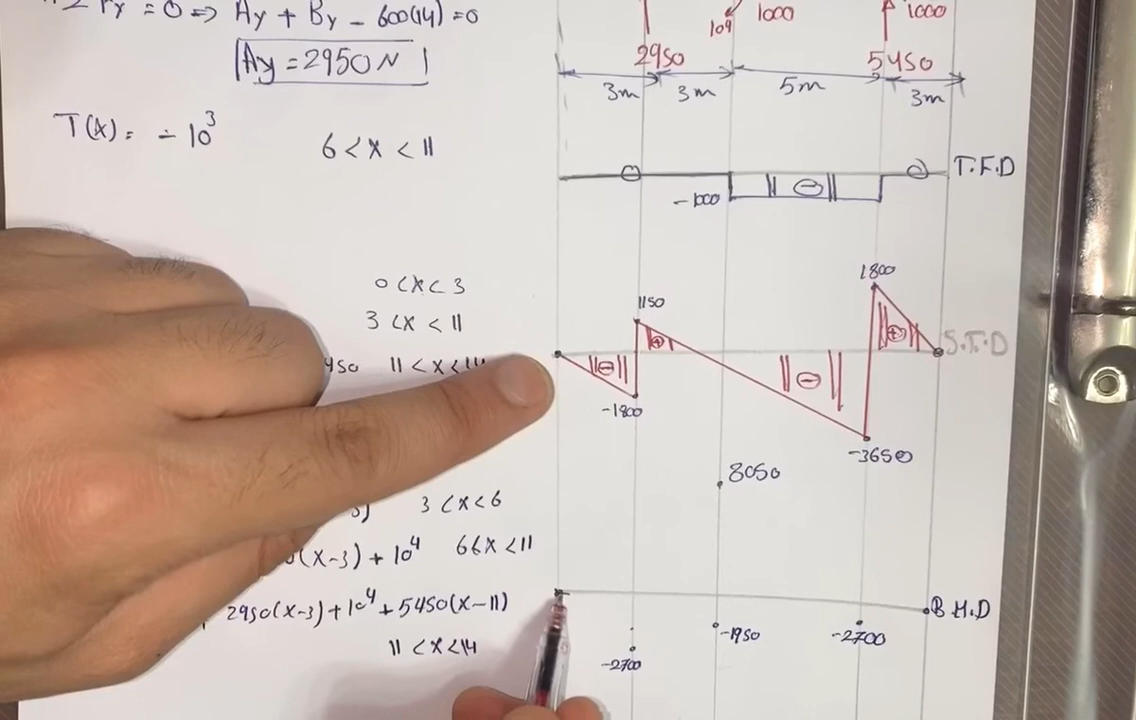 Fy = 0 ⇒ Ay + By - 600(14) = 0
Ay = 2950 N
T(x) = -10³
6 < x < 11
0 < x < 3
3 < x < 11
450 11 < x < 14
3 < x < 6
(x-3) + 10⁴ 6 < x < 11
2950(x-3) + 10⁴ + 5450(x-11)
11 < x < 14
10⁴ 1000 1000
2950 5450
3m 3m 5m 3m
T.F.D
-1000 ⊖
1800
1150
⊕ ⊕ S.F.D
⊖ ⊖
-1800
-3650
8050
B.M.D
-1950 -2700
-2700